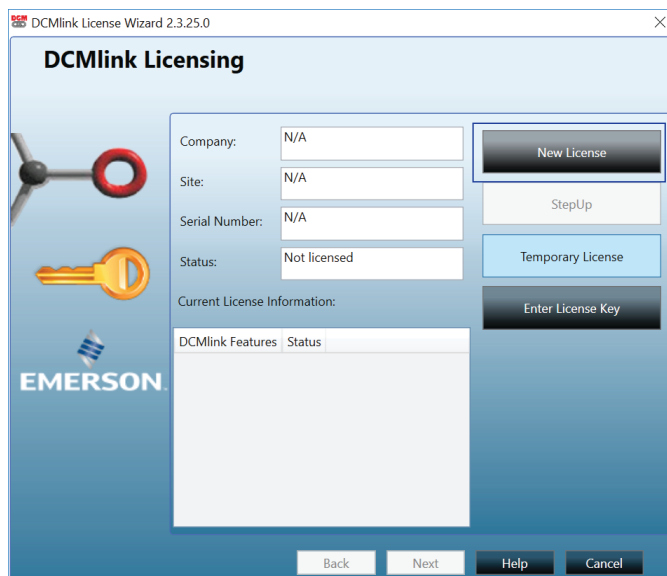 DCM DCMlink License Wizard 2.3.25.0
DCMlink Licensing
Company: N/A
Site: N/A
Serial Number: N/A
Status: Not licensed
Current License Information:
DCMlink Features Status
New License
StepUp
Temporary License
Enter License Key
EMERSON
Back Next Help Cancel